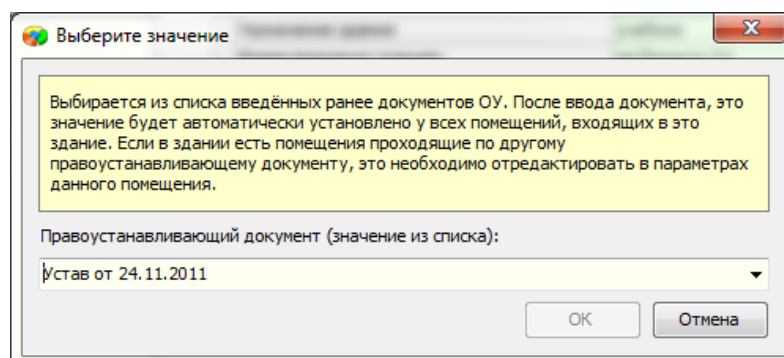 Выберите значение
Выбирается из списка введённых ранее документов ОУ. После ввода документа, это
значение будет автоматически установлено у всех помещений, входящих в это
здание. Если в здании есть помещения проходящие по другому
правоустанавливающему документу, это необходимо отредактировать в параметрах
данного помещения.
Правоустанавливающий документ (значение из списка):
Устав от 24.11.2011
ОК
Отмена